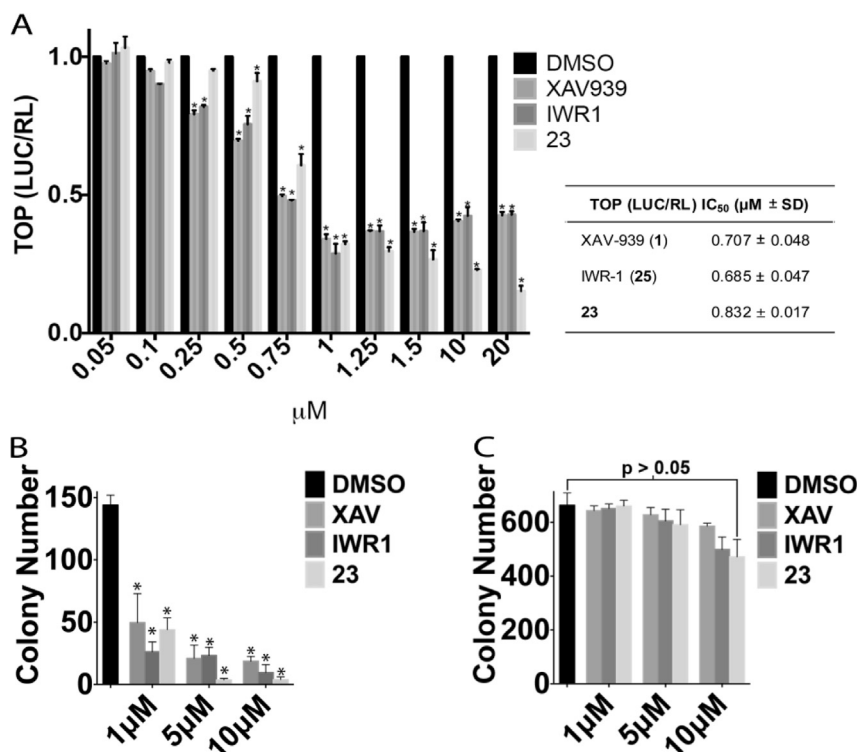 A
TOP (LUC/RL)
1.0
0.5
0.0
* * * * * * * * * * * * * * * * * * * * * * *
0.05 0.1 0.25 0.5 0.75 1 1.25 1.5 10 20
μM
DMSO
XAV939
IWR1
23
TOP (LUC/RL) IC₅₀ (μM ± SD)
XAV-939 (1) 0.707 ± 0.048
IWR-1 (25) 0.685 ± 0.047
23 0.832 ± 0.017
B
Colony Number
150
100
50
0
* * * * * * * * *
1μM 5μM 10μM
DMSO
XAV
IWR1
23
C
p > 0.05
Colony Number
600
400
200
0
1μM 5μM 10μM
DMSO
XAV
IWR1
23